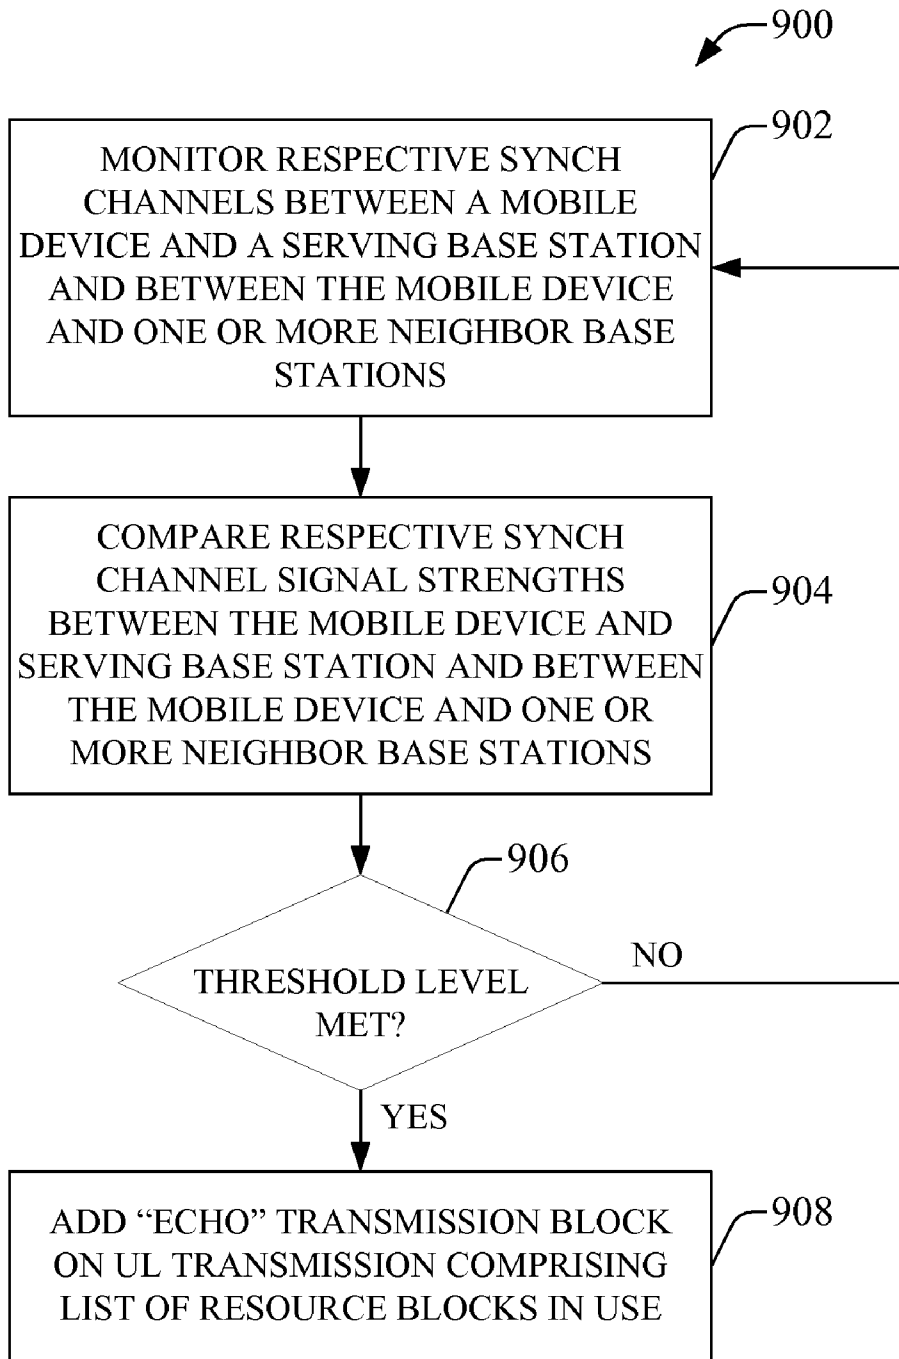 900
902
MONITOR RESPECTIVE SYNCH
CHANNELS BETWEEN A MOBILE
DEVICE AND A SERVING BASE STATION
AND BETWEEN THE MOBILE DEVICE
AND ONE OR MORE NEIGHBOR BASE
STATIONS
904
COMPARE RESPECTIVE SYNCH
CHANNEL SIGNAL STRENGTHS
BETWEEN THE MOBILE DEVICE AND
SERVING BASE STATION AND BETWEEN
THE MOBILE DEVICE AND ONE OR
MORE NEIGHBOR BASE STATIONS
906
THRESHOLD LEVEL
MET?
NO
YES
908
ADD “ECHO” TRANSMISSION BLOCK
ON UL TRANSMISSION COMPRISING
LIST OF RESOURCE BLOCKS IN USE